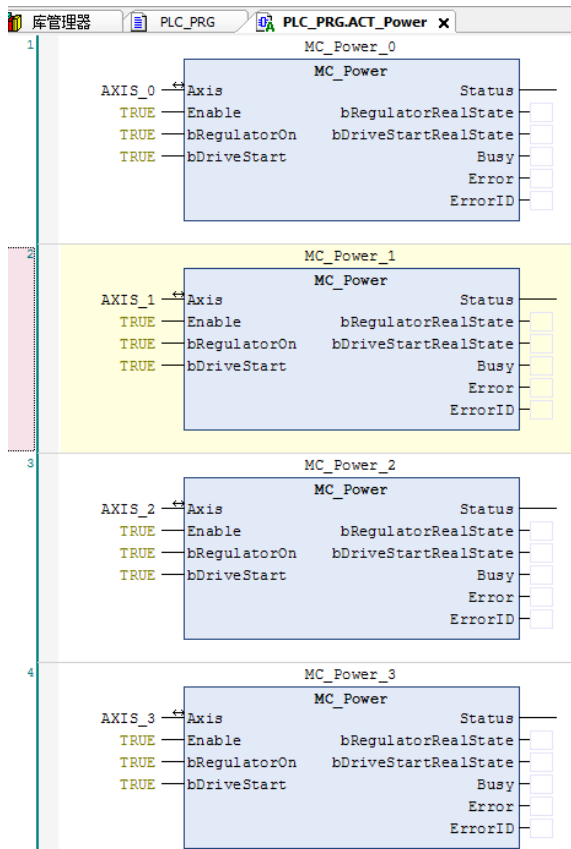 库管理器 PLC_PRG PLC_PRG.ACT_Power x
1 MC_Power_0
MC_Power
AXIS_0 Axis Status
TRUE Enable bRegulatorRealState
TRUE bRegulatorOn bDriveStartRealState
TRUE bDriveStart Busy
Error
ErrorID
2 MC_Power_1
MC_Power
AXIS_1 Axis Status
TRUE Enable bRegulatorRealState
TRUE bRegulatorOn bDriveStartRealState
TRUE bDriveStart Busy
Error
ErrorID
3 MC_Power_2
MC_Power
AXIS_2 Axis Status
TRUE Enable bRegulatorRealState
TRUE bRegulatorOn bDriveStartRealState
TRUE bDriveStart Busy
Error
ErrorID
4 MC_Power_3
MC_Power
AXIS_3 Axis Status
TRUE Enable bRegulatorRealState
TRUE bRegulatorOn bDriveStartRealState
TRUE bDriveStart Busy
Error
ErrorID